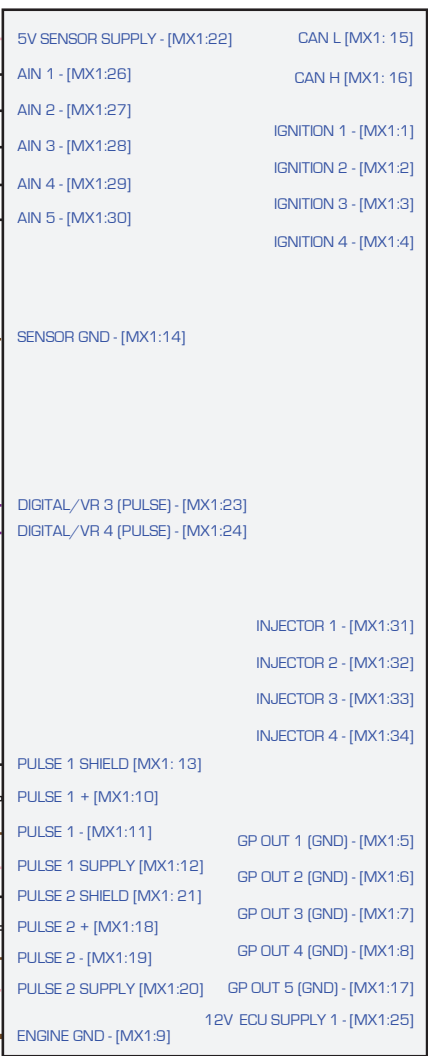 5V SENSOR SUPPLY - [MX1:22]
AIN 1 - [MX1:26]
AIN 2 - [MX1:27]
AIN 3 - [MX1:28]
AIN 4 - [MX1:29]
AIN 5 - [MX1:30]
SENSOR GND - [MX1:14]
DIGITAL/VR 3 (PULSE) - [MX1:23]
DIGITAL/VR 4 (PULSE) - [MX1:24]
PULSE 1 SHIELD [MX1: 13]
PULSE 1 + [MX1:10]
PULSE 1 - [MX1:11]
PULSE 1 SUPPLY [MX1:12]
PULSE 2 SHIELD [MX1: 21]
PULSE 2 + [MX1:18]
PULSE 2 - [MX1:19]
PULSE 2 SUPPLY [MX1:20]
ENGINE GND - [MX1:9]
CAN L [MX1: 15]
CAN H [MX1: 16]
IGNITION 1 - [MX1:1]
IGNITION 2 - [MX1:2]
IGNITION 3 - [MX1:3]
IGNITION 4 - [MX1:4]
INJECTOR 1 - [MX1:31]
INJECTOR 2 - [MX1:32]
INJECTOR 3 - [MX1:33]
INJECTOR 4 - [MX1:34]
GP OUT 1 (GND) - [MX1:5]
GP OUT 2 (GND) - [MX1:6]
GP OUT 3 (GND) - [MX1:7]
GP OUT 4 (GND) - [MX1:8]
GP OUT 5 (GND) - [MX1:17]
12V ECU SUPPLY 1 - [MX1:25]